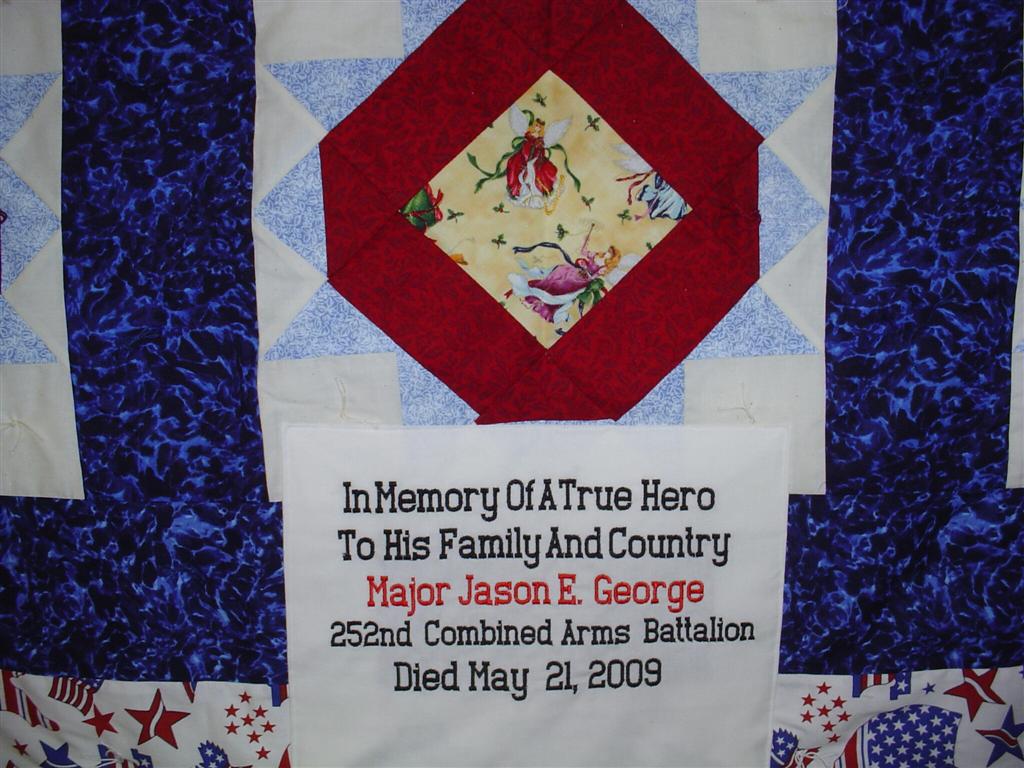 In Memory Of A True Hero
To His Family And Country
Major Jason E. George
252nd Combined Arms Battalion
Died May 21, 2009